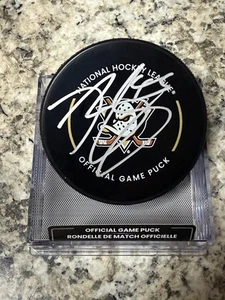 NATIONAL HOCKEY LEAGUE
OFFICIAL GAME PUCK
OFFICIAL GAME PUCK
RONDELLE DE MATCH OFFICIELLE